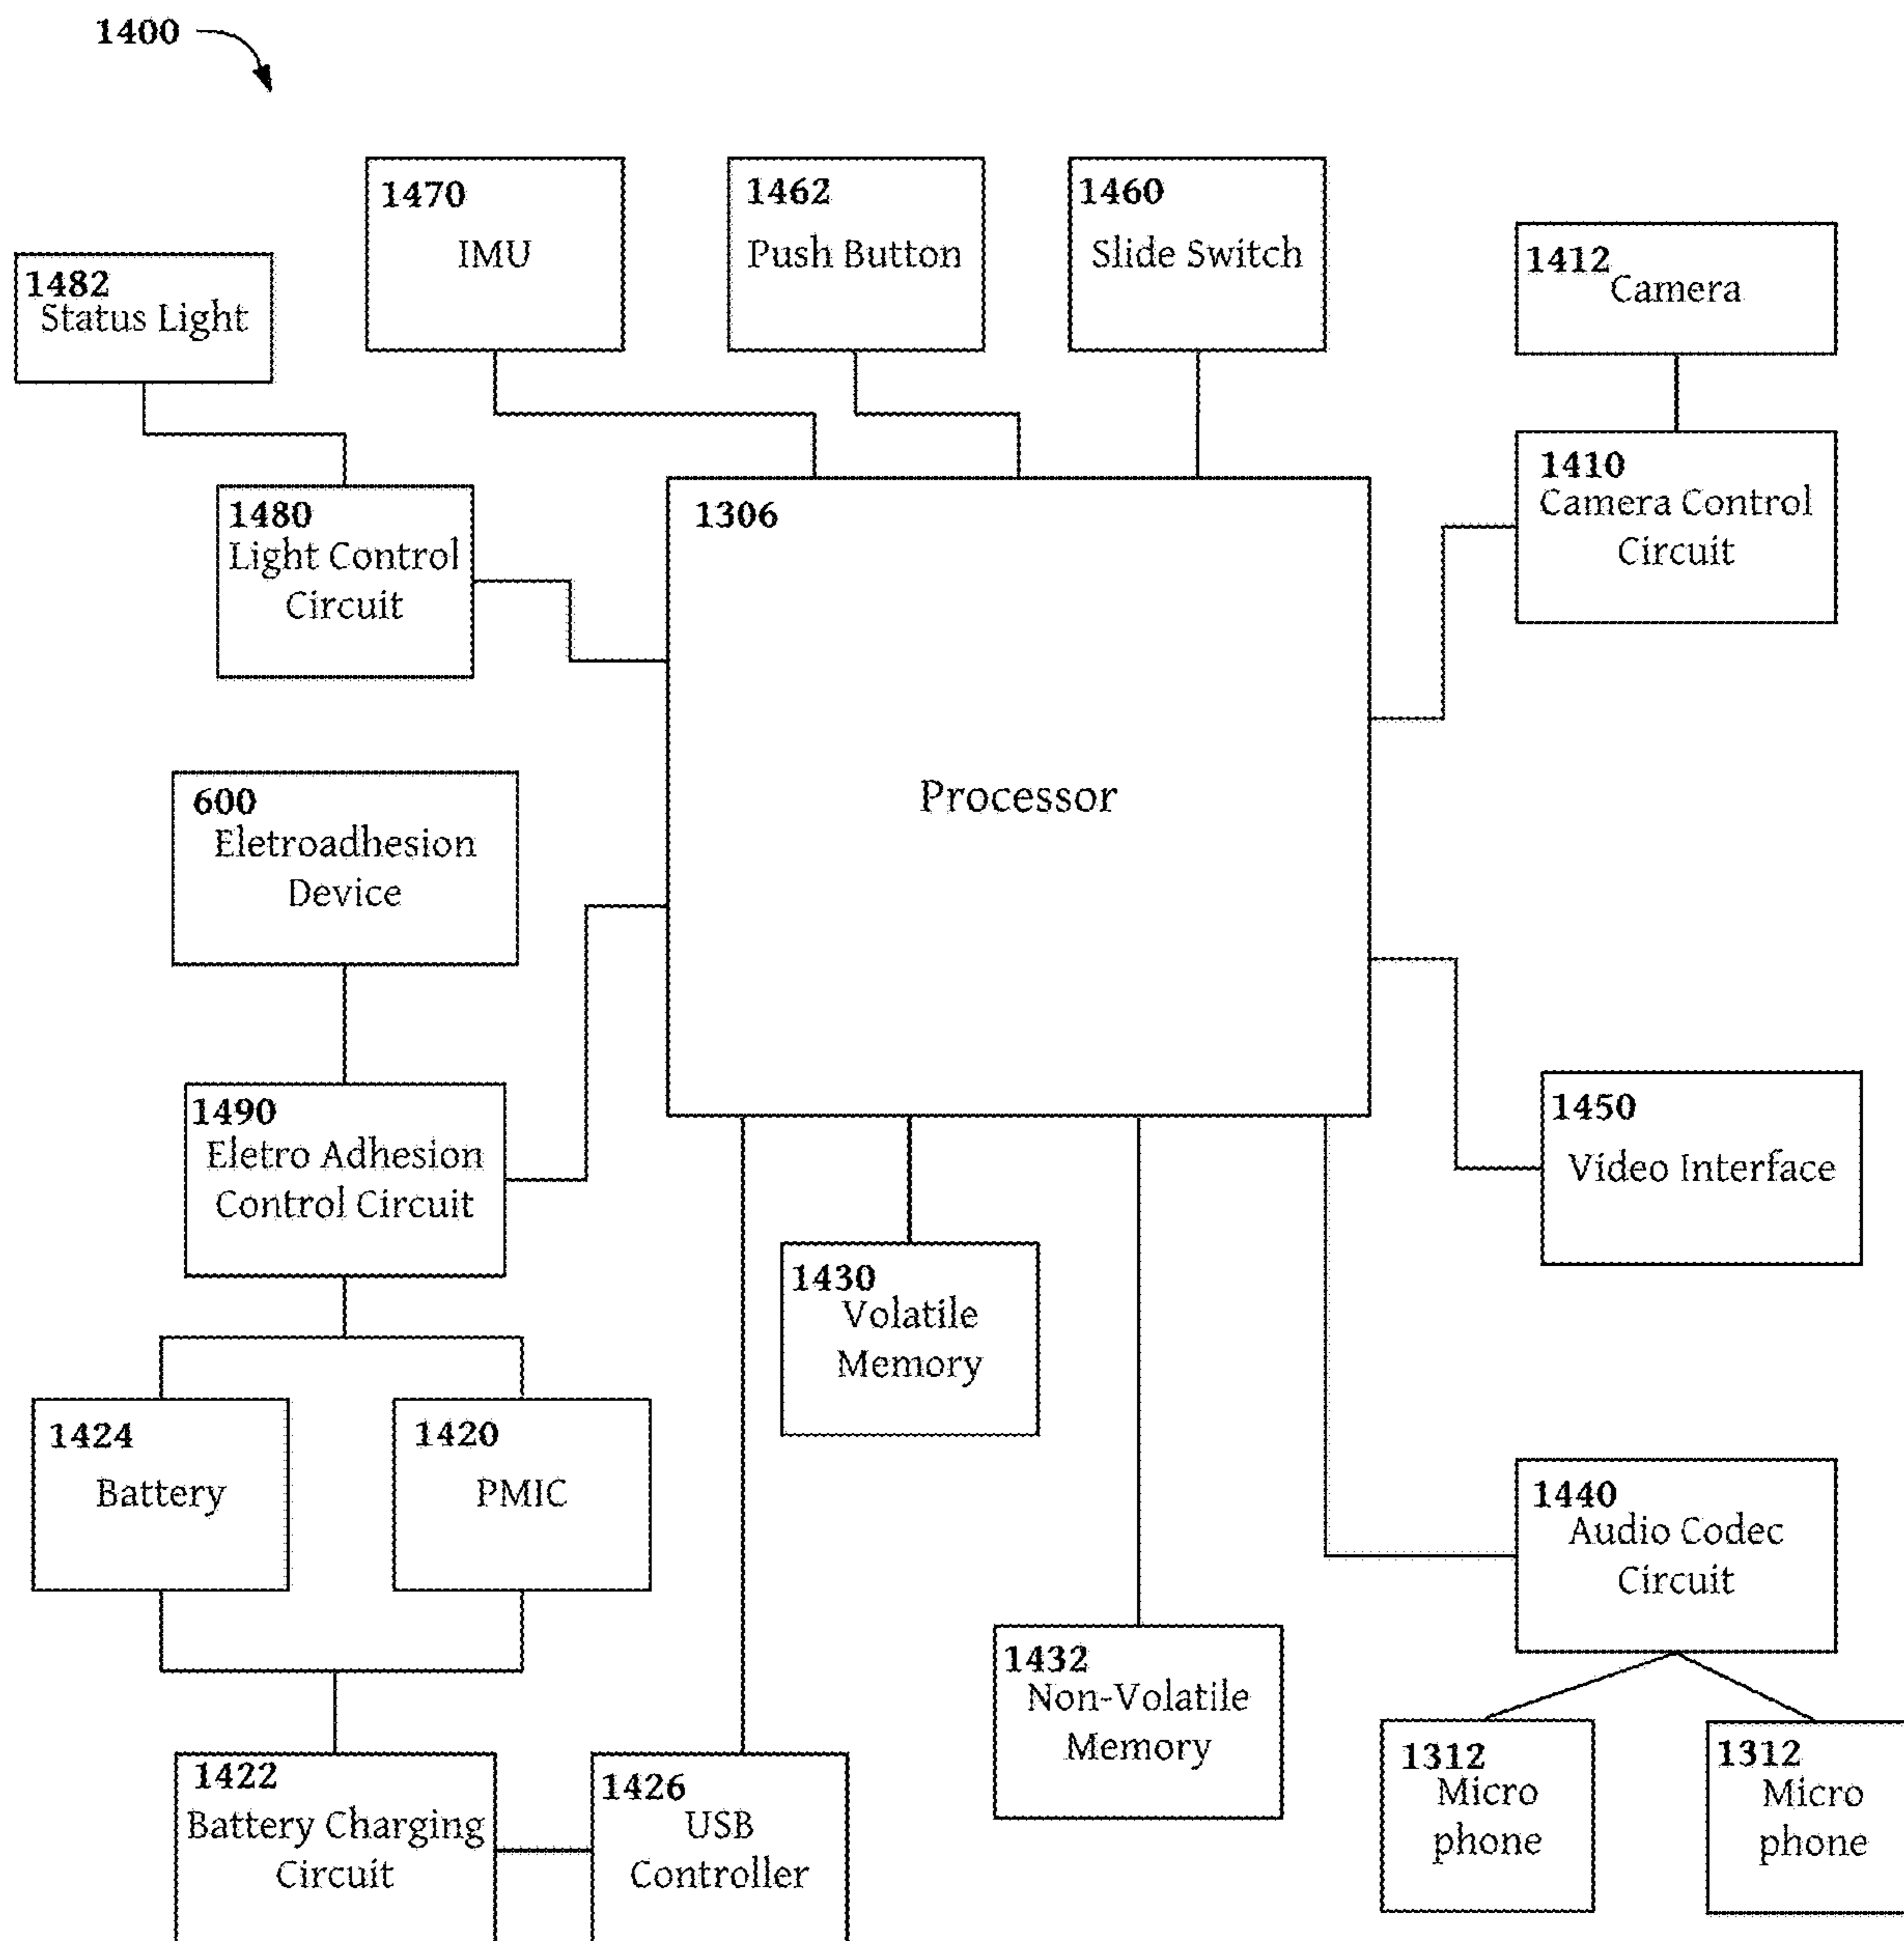 1400
1470
IMU
1462
Push Button
1460
Slide Switch
1412
Camera
1482
Status Light
1480
Light Control
Circuit
1306
Processor
1410
Camera Control
Circuit
600
Eletroadhesion
Device
1490
Eletro Adhesion
Control Circuit
1450
Video Interface
1430
Volatile
Memory
1424
Battery
1420
PMIC
1440
Audio Codec
Circuit
1432
Non-Volatile
Memory
1422
Battery Charging
Circuit
1426
USB
Controller
1312
Micro
phone
1312
Micro
phone